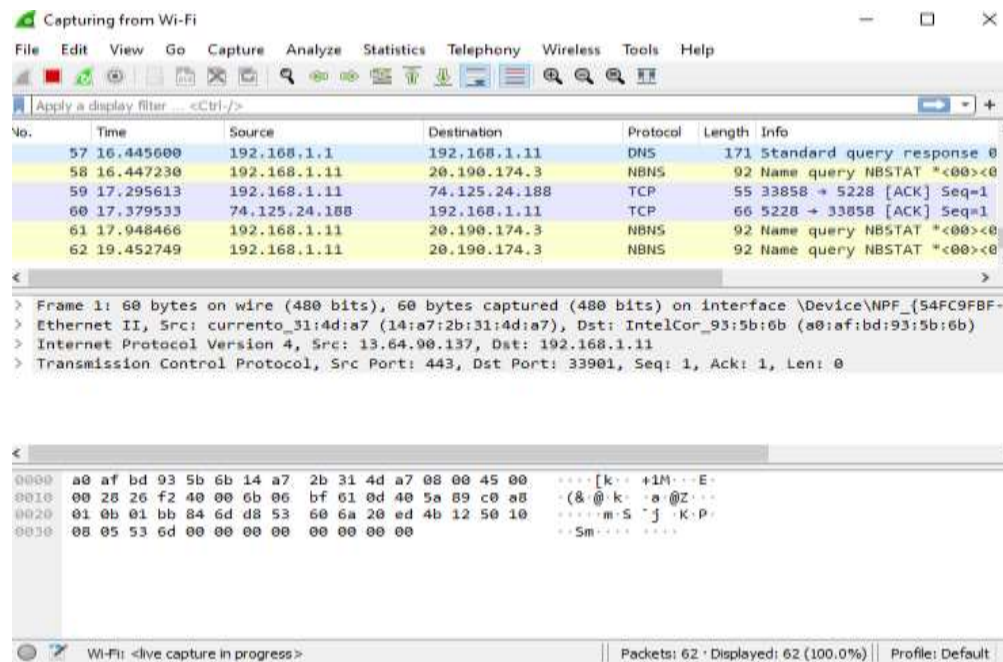 Capturing from Wi-Fi
File Edit View Go Capture Analyze Statistics Telephony Wireless Tools Help
Apply a display filter ... <Ctrl-/>
No. Time Source Destination Protocol Length Info
57 16.445600 192.168.1.1 192.168.1.11 DNS 171 Standard query response 0
58 16.447230 192.168.1.11 20.190.174.3 NBNS 92 Name query NBSTAT *<00><0
59 17.295613 192.168.1.11 74.125.24.188 TCP 55 33858 → 5228 [ACK] Seq=1
60 17.379533 74.125.24.188 192.168.1.11 TCP 66 5228 → 33858 [ACK] Seq=1
61 17.948466 192.168.1.11 20.190.174.3 NBNS 92 Name query NBSTAT *<00><0
62 19.452749 192.168.1.11 20.190.174.3 NBNS 92 Name query NBSTAT *<00><0
> Frame 1: 60 bytes on wire (480 bits), 60 bytes captured (480 bits) on interface \Device\NPF_{54FC9FBF-
> Ethernet II, Src: currento_31:4d:a7 (14:a7:2b:31:4d:a7), Dst: IntelCor_93:5b:6b (a0:af:bd:93:5b:6b)
> Internet Protocol Version 4, Src: 13.64.90.137, Dst: 192.168.1.11
> Transmission Control Protocol, Src Port: 443, Dst Port: 33901, Seq: 1, Ack: 1, Len: 0
0000 a0 af bd 93 5b 6b 14 a7 2b 31 4d a7 08 00 45 00 ····[k·· +1M···E·
0010 00 28 26 f2 40 00 6b 06 bf 61 0d 40 5a 89 c0 a8 ·(&·@·k· ·a·@Z···
0020 01 0b 01 bb 84 6d d8 53 60 6a 20 ed 4b 12 50 10 ·····m·S `j ·K·P·
0030 08 05 53 6d 00 00 00 00 00 00 00 00 ··Sm···· ····
Wi-Fi: <live capture in progress> Packets: 62 · Displayed: 62 (100.0%) Profile: Default